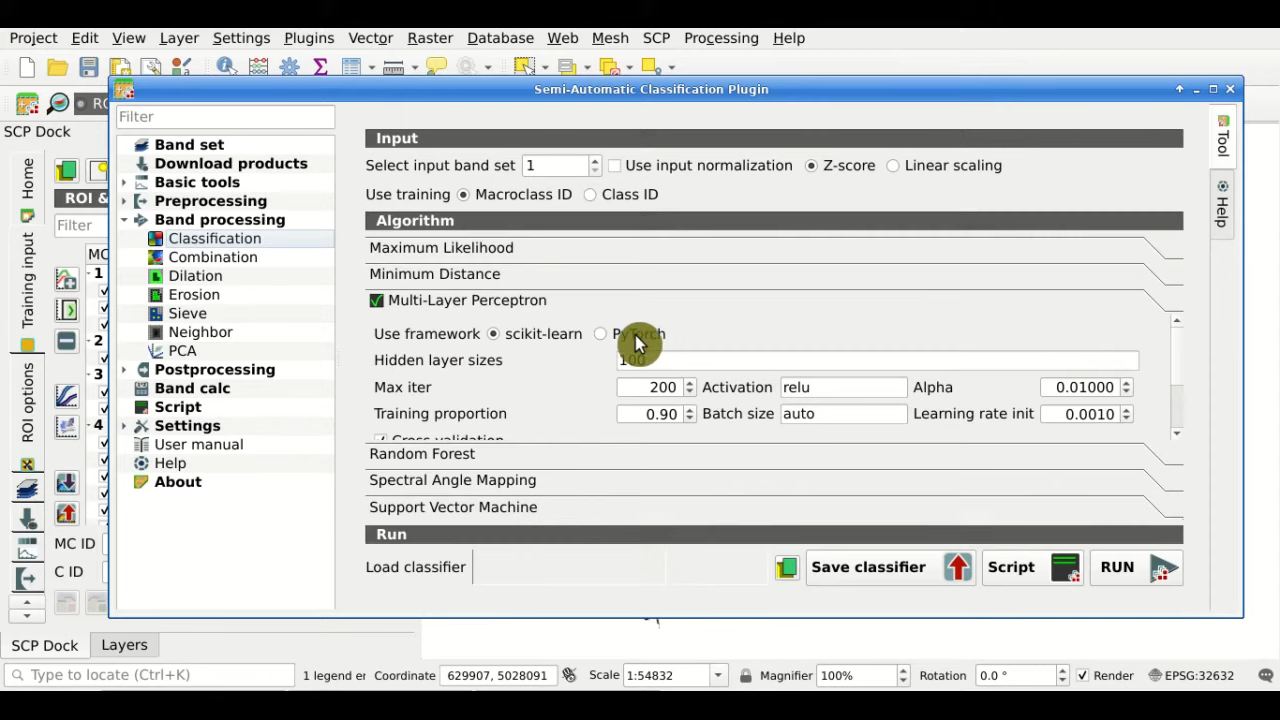 Project Edit View Layer Settings Plugins Vector Raster Database Web Mesh SCP Processing Help
Semi-Automatic Classification Plugin
SCP Dock
Home
Training input
ROI options
ROI &
Filter
MC
1
2
3
4
MC ID
C ID
SCP Dock Layers
Filter
Band set
Download products
Basic tools
Preprocessing
Band processing
Classification
Combination
Dilation
Erosion
Sieve
Neighbor
PCA
Postprocessing
Band calc
Script
Settings
User manual
Help
About
Input
Select input band set 1 Use input normalization Z-score Linear scaling
Use training Macroclass ID Class ID
Algorithm
Maximum Likelihood
Minimum Distance
Multi-Layer Perceptron
Use framework scikit-learn PyTorch
Hidden layer sizes 100
Max iter 200 Activation relu Alpha 0.01000
Training proportion 0.90 Batch size auto Learning rate init 0.0010
Cross validation
Random Forest
Spectral Angle Mapping
Support Vector Machine
Run
Load classifier Save classifier Script RUN
Tool
Help
Type to locate (Ctrl+K) 1 legend er Coordinate 629907, 5028091 Scale 1:54832 Magnifier 100% Rotation 0.0 ° Render EPSG:32632